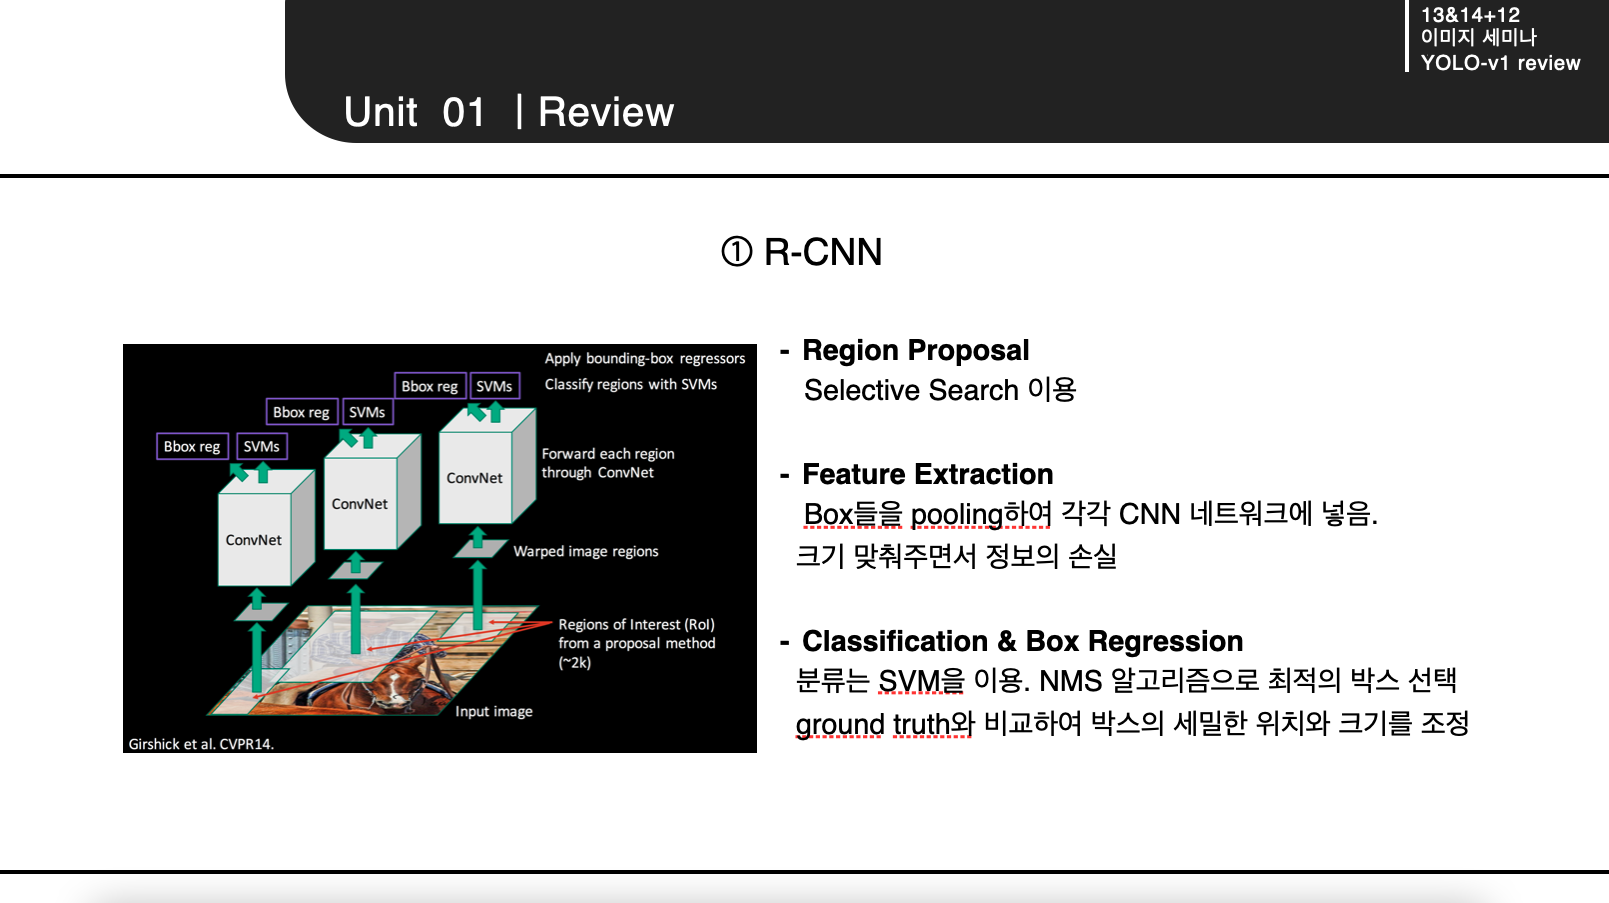 13&14+12
이미지 세미나
YOLO-v1 review
Unit 01 | Review
① R-CNN
Apply bounding-box regressors
Classify regions with SVMs
Bbox reg SVMs
Bbox reg SVMs
Bbox reg SVMs
Forward each region
through ConvNet
ConvNet
ConvNet
ConvNet
Warped image regions
Regions of Interest (RoI)
from a proposal method
(~2k)
Input image
Girshick et al. CVPR14.
- Region Proposal
Selective Search 이용
- Feature Extraction
Box들을 pooling하여 각각 CNN 네트워크에 넣음.
크기 맞춰주면서 정보의 손실
- Classification & Box Regression
분류는 SVM을 이용. NMS 알고리즘으로 최적의 박스 선택
ground truth와 비교하여 박스의 세밀한 위치와 크기를 조정